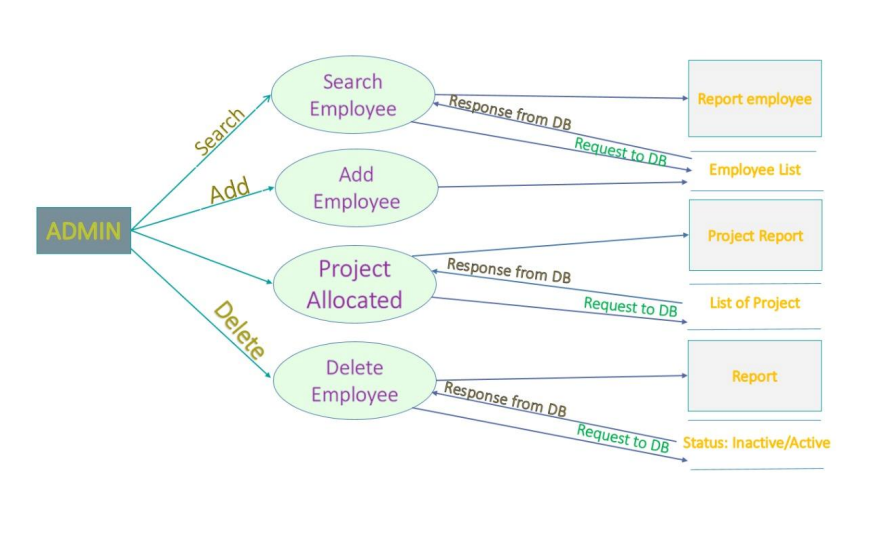 ADMIN
Search
Add
Delete
Search
Employee
Add
Employee
Project
Allocated
Delete
Employee
Response from DB
Request to DB
Response from DB
Request to DB
Response from DB
Request to DB
Report employee
Employee List
Project Report
List of Project
Report
Status: Inactive/Active